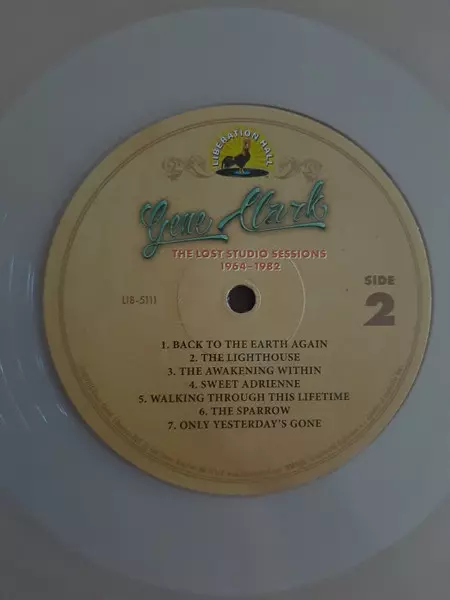 LIBERATION HALL
Gene Clark
THE LOST STUDIO SESSIONS
1964-1982
SIDE
2
LIB-5111
1. BACK TO THE EARTH AGAIN
2. THE LIGHTHOUSE
3. THE AWAKENING WITHIN
4. SWEET ADRIENNE
5. WALKING THROUGH THIS LIFETIME
6. THE SPARROW
7. ONLY YESTERDAY'S GONE